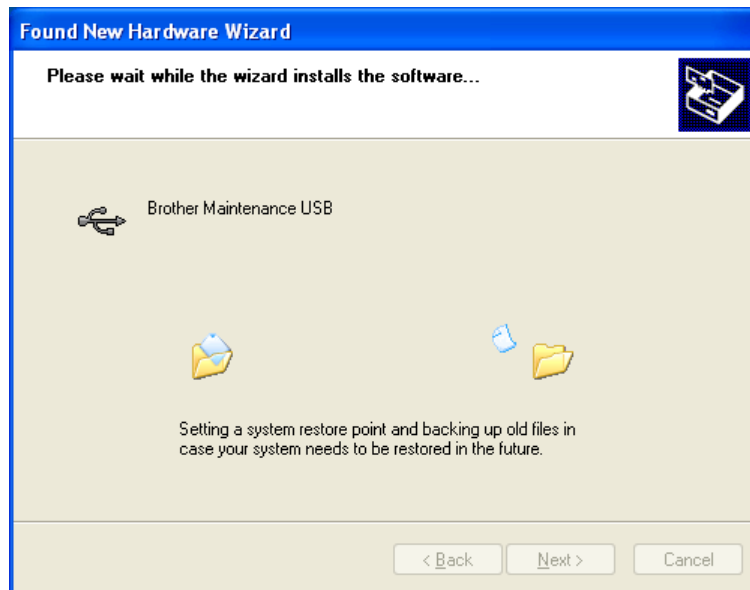 Found New Hardware Wizard
Please wait while the wizard installs the software...
Brother Maintenance USB
Setting a system restore point and backing up old files in
case your system needs to be restored in the future.
< Back
Next >
Cancel